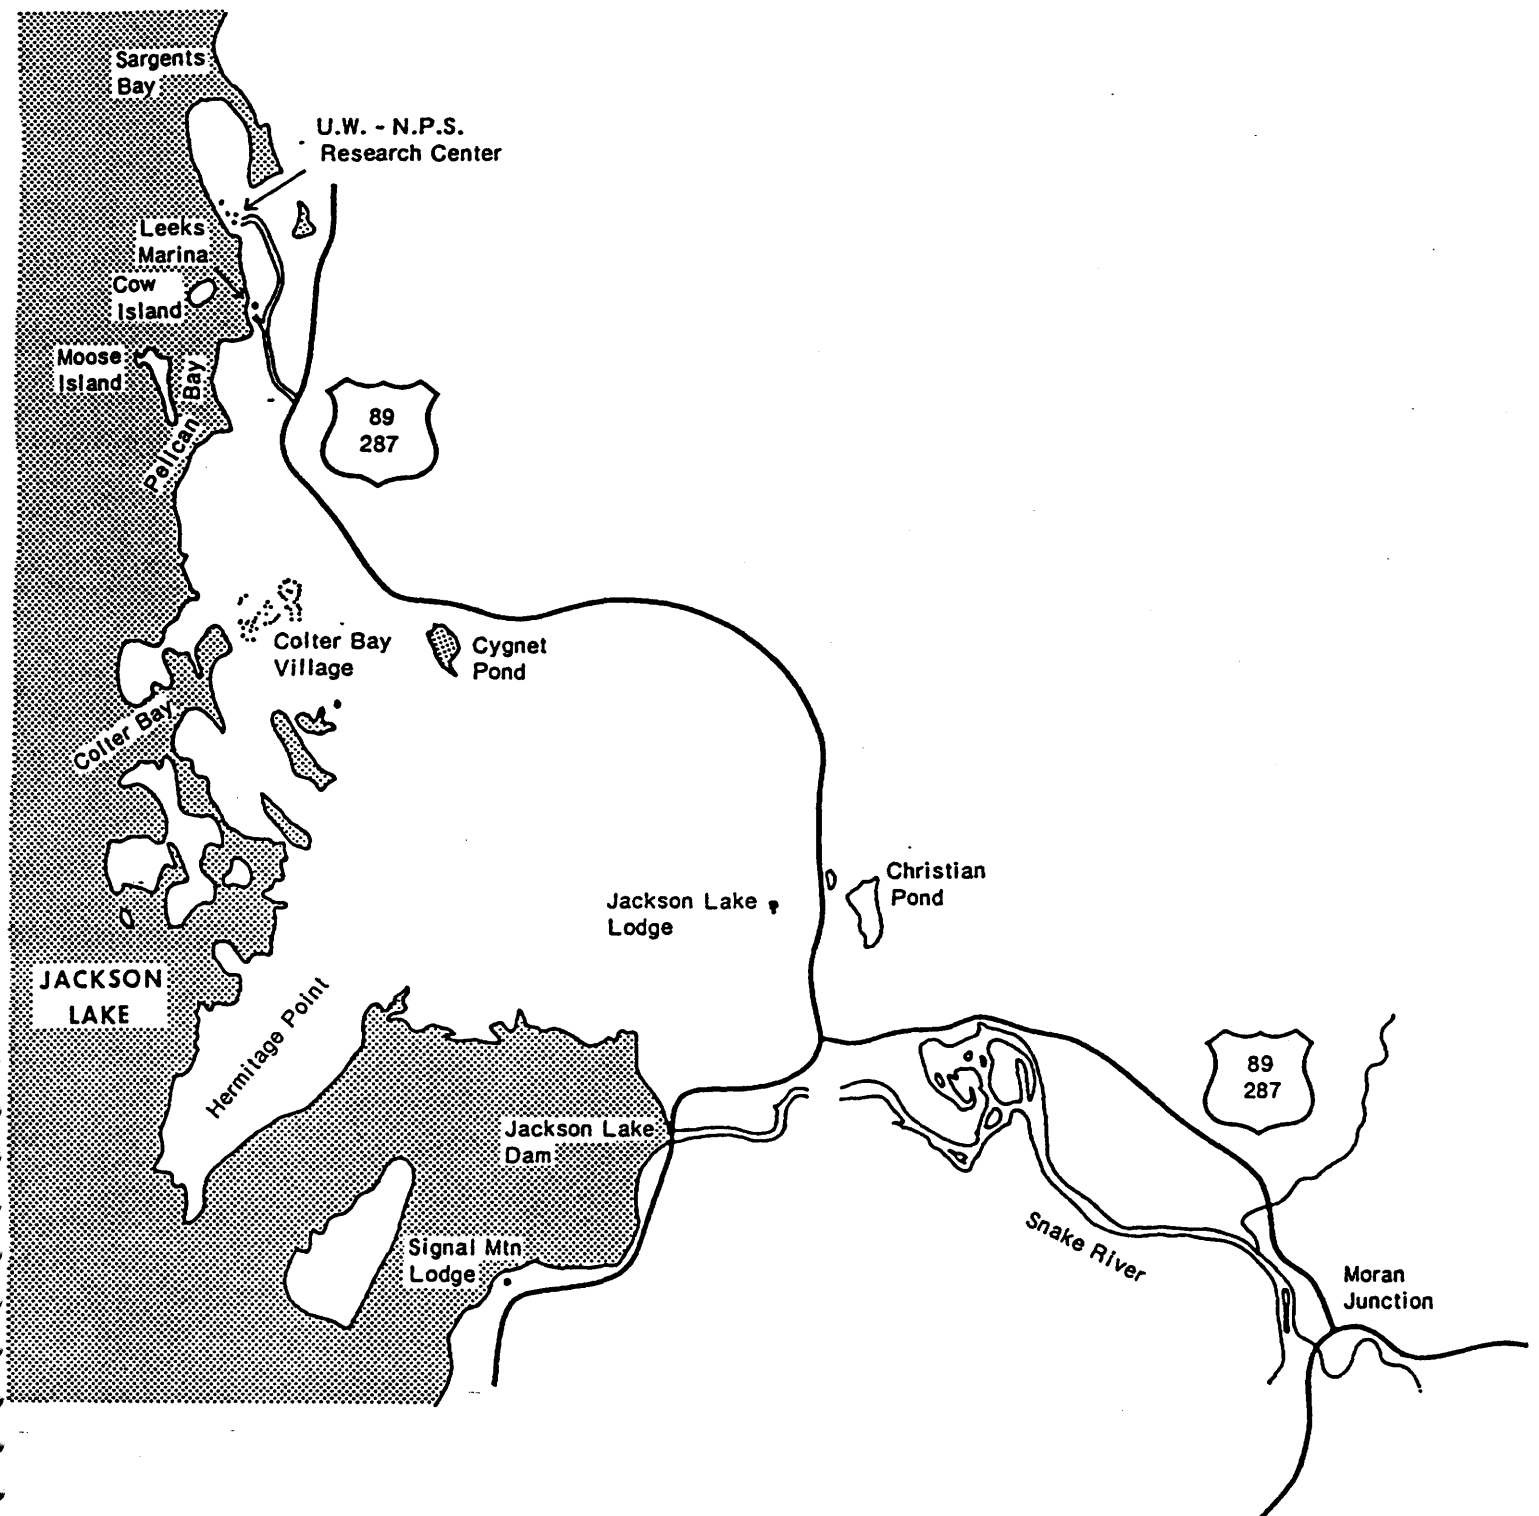 Sargents
Bay
U.W. - N.P.S.
Research Center
Leeks
Marina
Cow
Island
Moose
Island
Pelican Bay
89
287
Colter Bay
Village
Cygnet
Pond
Colter Bay
Christian
Pond
Jackson Lake
Lodge
JACKSON
LAKE
Hermitage Point
89
287
Jackson Lake
Dam
Snake River
Signal Mtn
Lodge
Moran
Junction